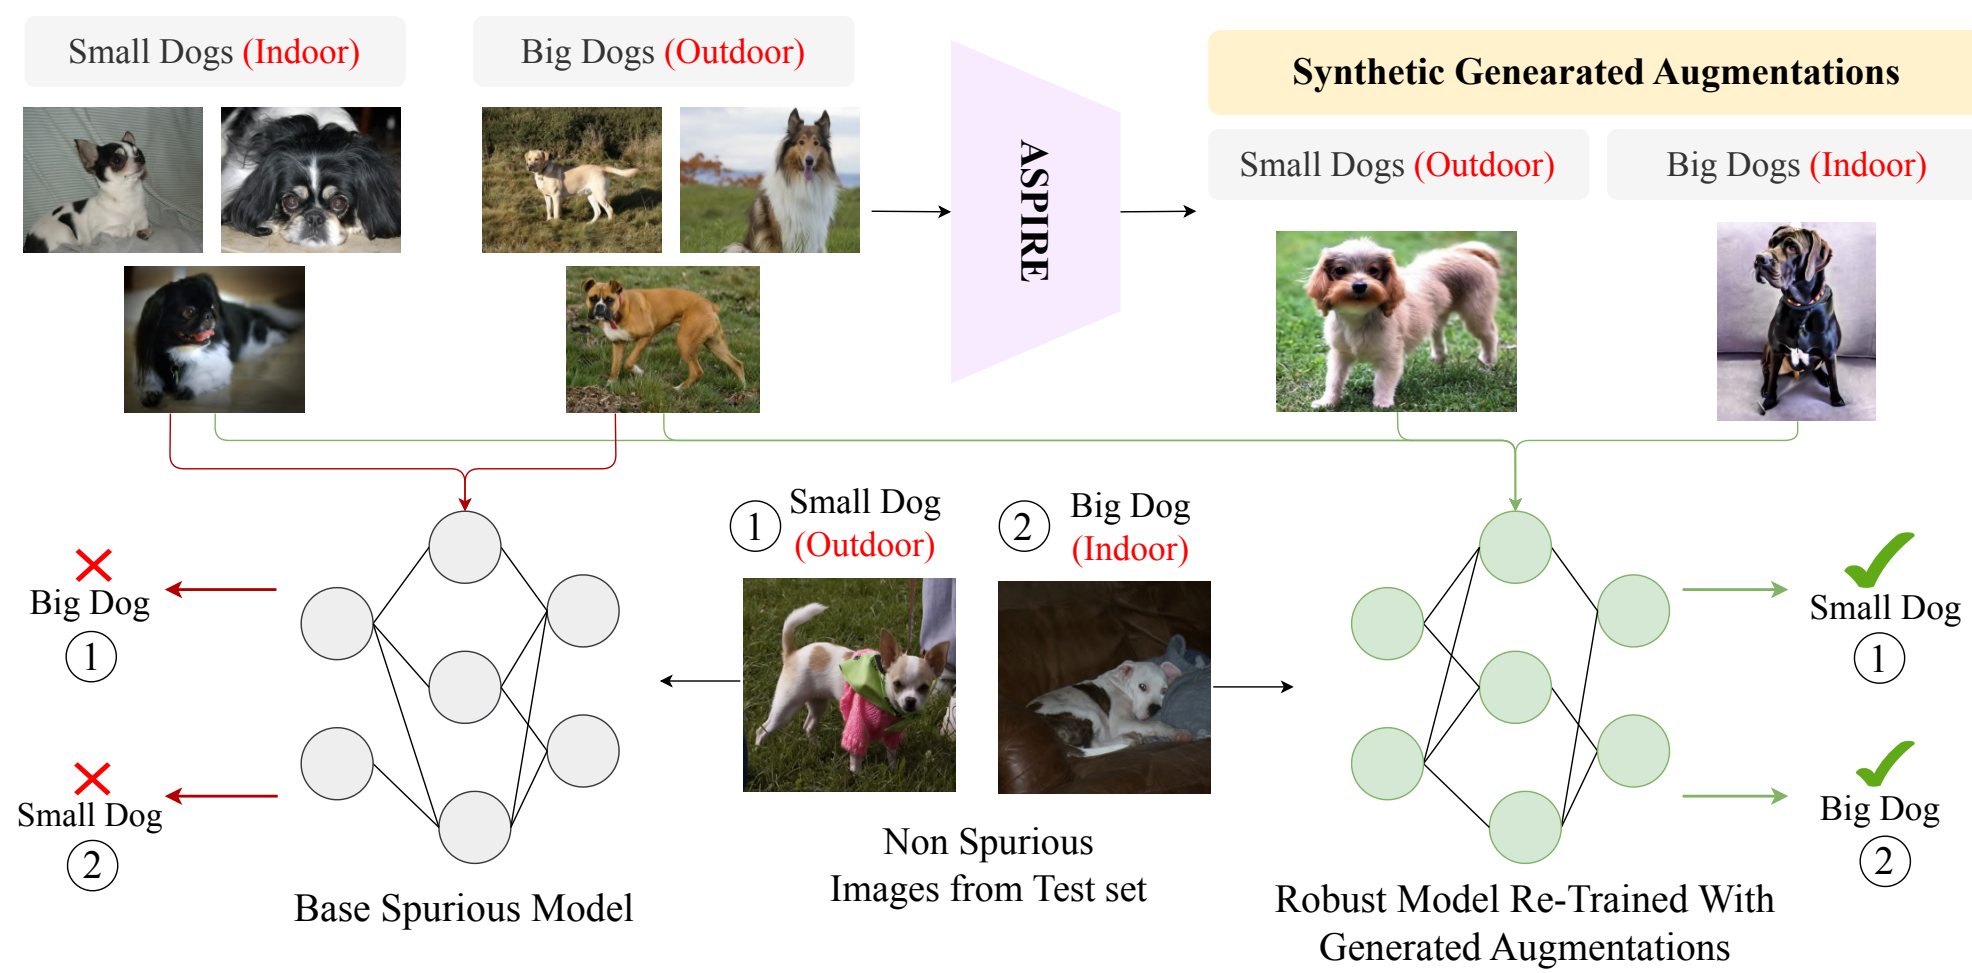 Small Dogs (Indoor)
Big Dogs (Outdoor)
Synthetic Genearated Augmentations
Small Dogs (Outdoor)
Big Dogs (Indoor)
ASPIRE
1
Small Dog
(Outdoor)
2
Big Dog
(Indoor)
Big Dog
1
Small Dog
2
Small Dog
1
Big Dog
2
Non Spurious
Images from Test set
Base Spurious Model
Robust Model Re-Trained With
Generated Augmentations